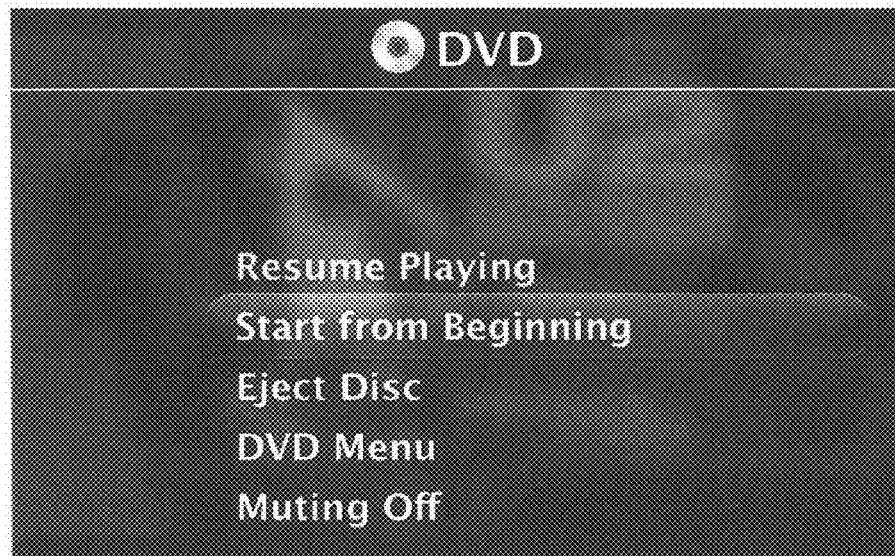 DVD
Resume Playing
Start from Beginning
Eject Disc
DVD Menu
Muting Off